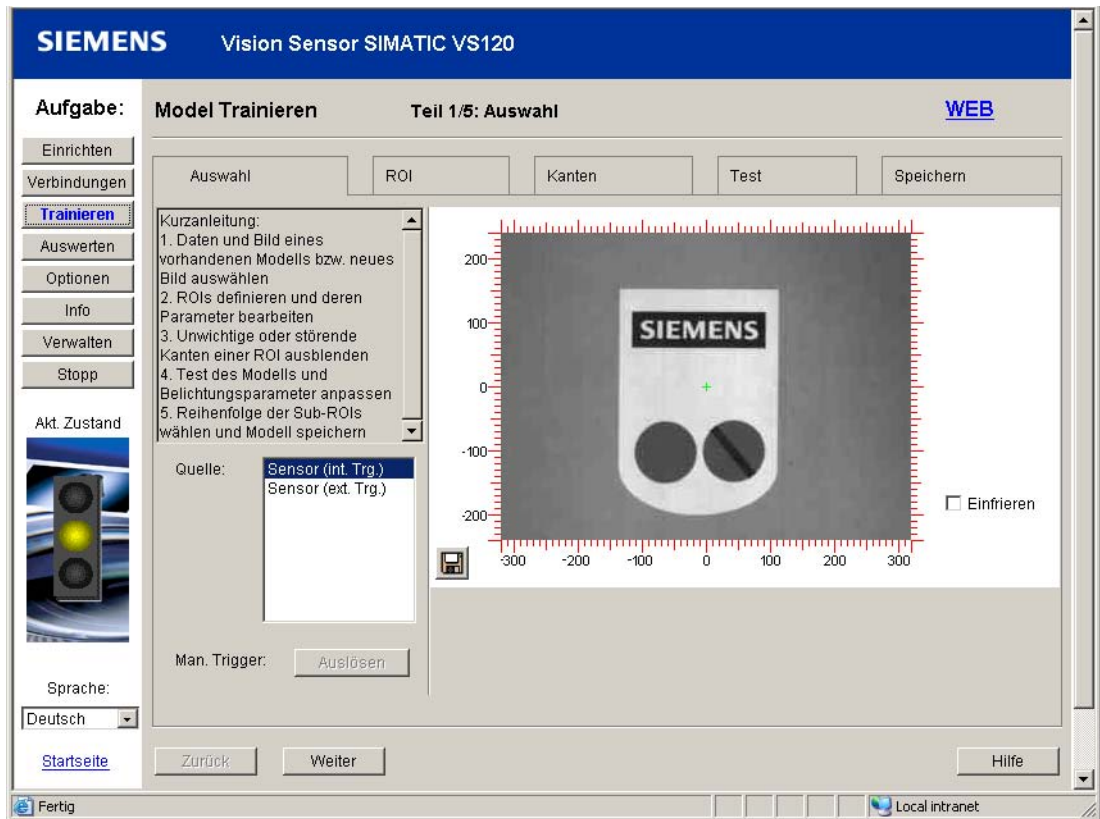 SIEMENS Vision Sensor SIMATIC VS120
Aufgabe:
Model Trainieren Teil 1/5: Auswahl WEB
Einrichten
Verbindungen
Trainieren
Auswerten
Optionen
Info
Verwalten
Stopp
Akt. Zustand
Sprache:
Deutsch
Startseite
Auswahl ROI Kanten Test Speichern
Kurzanleitung:
1. Daten und Bild eines
vorhandenen Modells bzw. neues
Bild auswählen
2. ROIs definieren und deren
Parameter bearbeiten
3. Unwichtige oder störende
Kanten einer ROI ausblenden
4. Test des Modells und
Belichtungsparameter anpassen
5. Reihenfolge der Sub-ROIs
wählen und Modell speichern
Quelle:
Sensor (int. Trg.)
Sensor (ext. Trg.)
Man. Trigger: Auslösen
200
100
0
-100
-200
-300 -200 -100 0 100 200 300
SIEMENS
Einfrieren
Zurück Weiter Hilfe
Fertig Local intranet